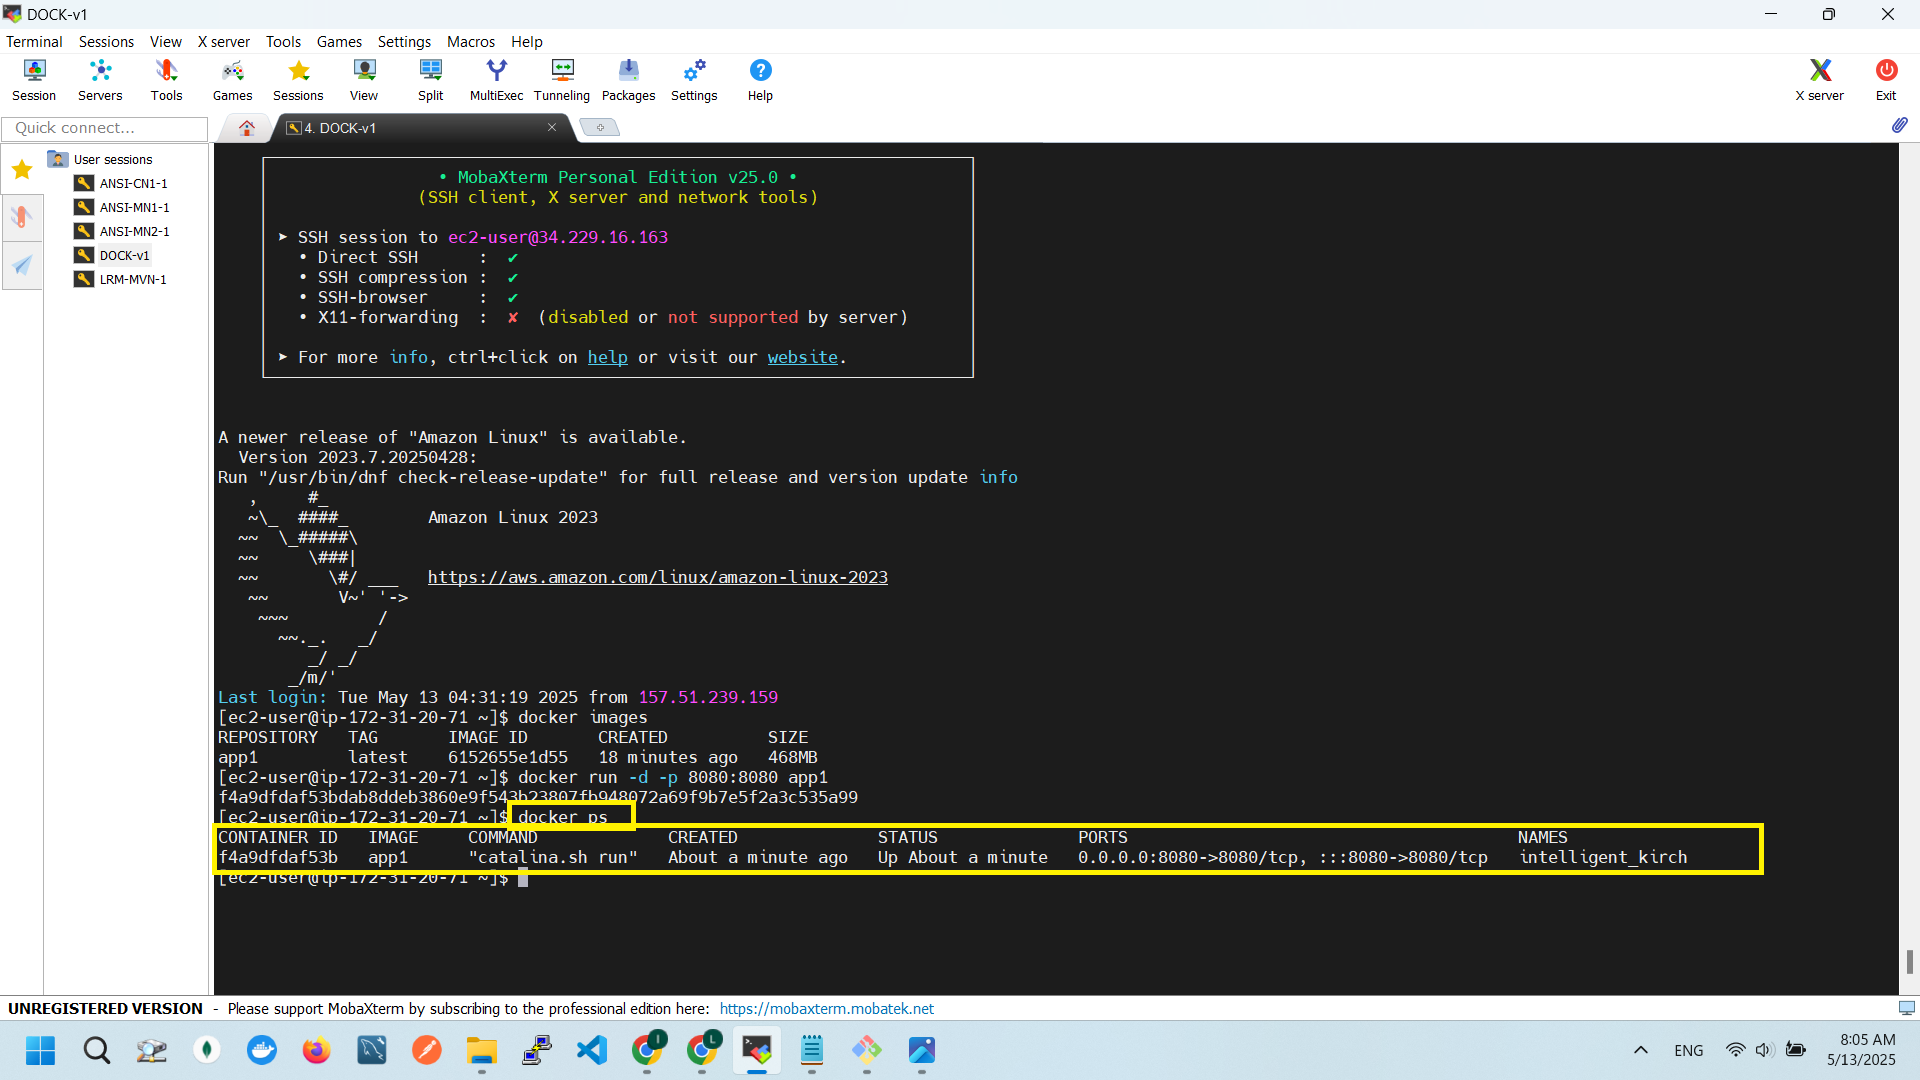 DOCK-v1
Terminal Sessions View X server Tools Games Settings Macros Help
Session Servers Tools Games Sessions View Split MultiExec Tunneling Packages Settings Help X server Exit
Quick connect...
4. DOCK-v1
User sessions
ANSI-CN1-1
ANSI-MN1-1
ANSI-MN2-1
DOCK-v1
LRM-MVN-1
• MobaXterm Personal Edition v25.0 •
(SSH client, X server and network tools)
➤ SSH session to ec2-user@34.229.16.163
• Direct SSH : ✔
• SSH compression : ✔
• SSH-browser : ✔
• X11-forwarding : ✘ (disabled or not supported by server)
➤ For more info, ctrl+click on help or visit our website.
A newer release of "Amazon Linux" is available.
Version 2023.7.20250428:
Run "/usr/bin/dnf check-release-update" for full release and version update info
   ,     #_
   ~\_  ####_        Amazon Linux 2023
  ~~  \_#####\
  ~~     \###|
  ~~       \#/ ___   https://aws.amazon.com/linux/amazon-linux-2023
   ~~       V~' '->
    ~~~         /
      ~~._.   _/
         _/ _/
       _/m/'
Last login: Tue May 13 04:31:19 2025 from 157.51.239.159
[ec2-user@ip-172-31-20-71 ~]$ docker images
REPOSITORY   TAG       IMAGE ID       CREATED          SIZE
app1         latest    6152655e1d55   18 minutes ago   468MB
[ec2-user@ip-172-31-20-71 ~]$ docker run -d -p 8080:8080 app1
f4a9dfdaf53bdab8ddeb3860e9f543b23807fb948072a69f9b7e5f2a3c535a99
[ec2-user@ip-172-31-20-71 ~]$ docker ps
CONTAINER ID   IMAGE     COMMAND             CREATED              STATUS              PORTS                                       NAMES
f4a9dfdaf53b   app1      "catalina.sh run"   About a minute ago   Up About a minute   0.0.0.0:8080->8080/tcp, :::8080->8080/tcp   intelligent_kirch
[ec2-user@ip-172-31-20-71 ~]$
UNREGISTERED VERSION - Please support MobaXterm by subscribing to the professional edition here: https://mobaxterm.mobatek.net
I L ENG 8:05 AM
5/13/2025